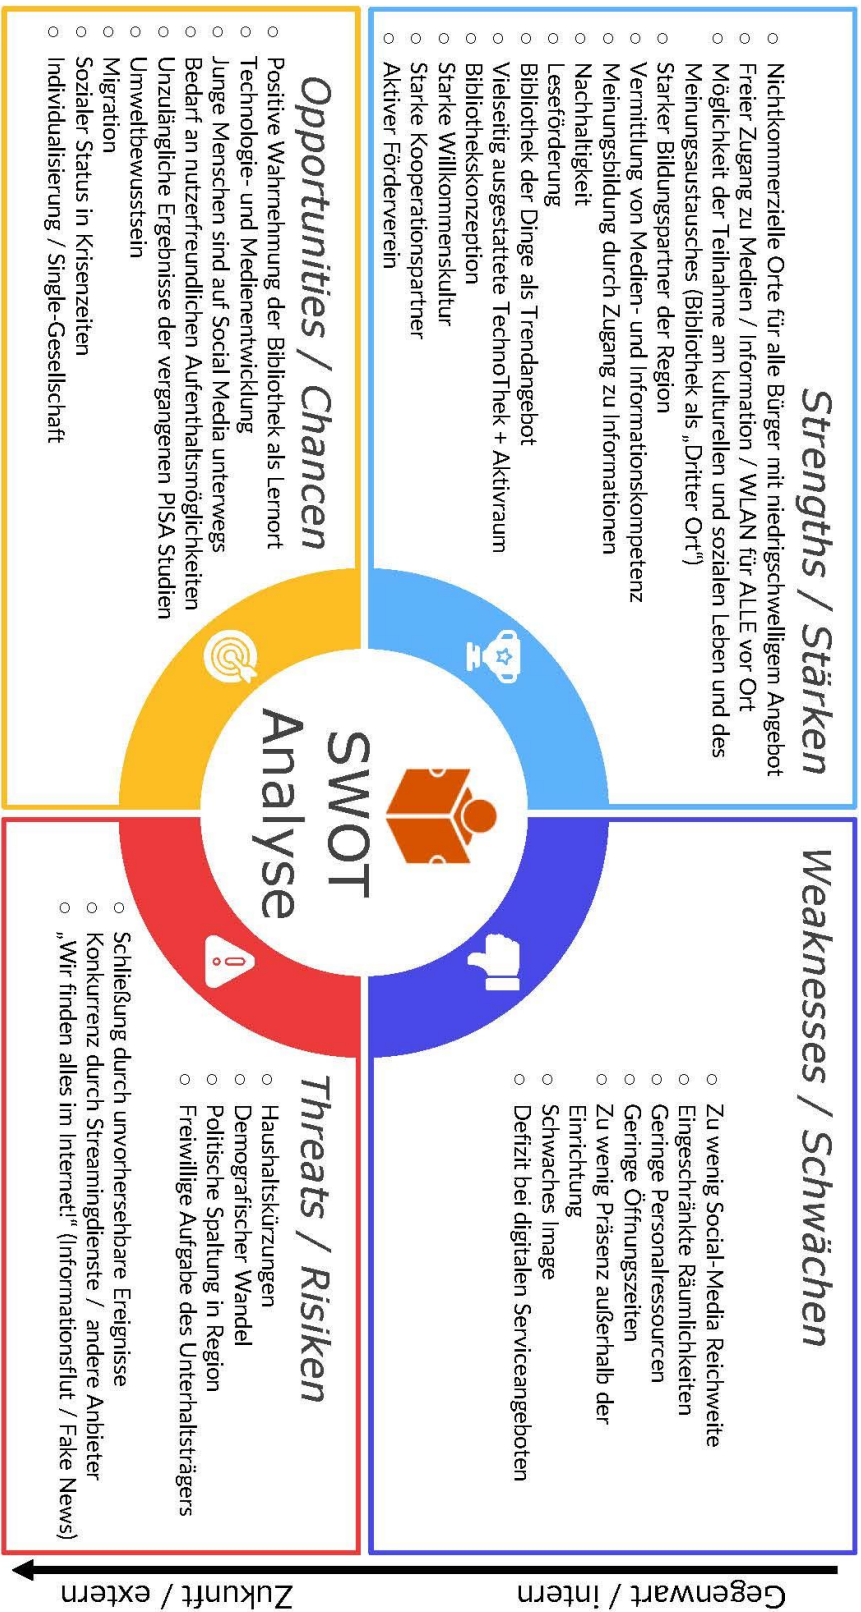 Strengths / Stärken
Nichtkommerzielle Orte für alle Bürger mit niedrigschwelligem Angebot
Freier Zugang zu Medien / Information / WLAN für ALLE vor Ort
Möglichkeit der Teilnahme am kulturellen und sozialen Leben und des
Meinungsaustausches (Bibliothek als „Dritter Ort“)
Starker Bildungspartner der Region
Vermittlung von Medien- und Informationskompetenz
Meinungsbildung durch Zugang zu Informationen
Nachhaltigkeit
Leseförderung
Bibliothek der Dinge als Trendangebot
Vielseitig ausgestattete TechnoThek + Aktivraum
Bibliothekskonzeption
Starke Willkommenskultur
Starke Kooperationspartner
Aktiver Förderverein
Weaknesses / Schwächen
Zu wenig Social-Media Reichweite
Eingeschränkte Räumlichkeiten
Geringe Personalressourcen
Geringe Öffnungszeiten
Zu wenig Präsenz außerhalb der
Einrichtung
Schwaches Image
Defizit bei digitalen Serviceangeboten
SWOT
Analyse
Opportunities / Chancen
Positive Wahrnehmung der Bibliothek als Lernort
Technologie- und Medienentwicklung
Junge Menschen sind auf Social Media unterwegs
Bedarf an nutzerfreundlichen Aufenthaltsmöglichkeiten
Unzulängliche Ergebnisse der vergangenen PISA Studien
Umweltbewusstsein
Migration
Sozialer Status in Krisenzeiten
Individualisierung / Single-Gesellschaft
Threats / Risiken
Haushaltskürzungen
Demografischer Wandel
Politische Spaltung in Region
Freiwillige Aufgabe des Unterhaltsträgers
Schließung durch unvorhersehbare Ereignisse
Konkurrenz durch Streamingdienste / andere Anbieter
„Wir finden alles im Internet!“ (Informationsflut / Fake News)
Gegenwart / intern
Zukunft / extern